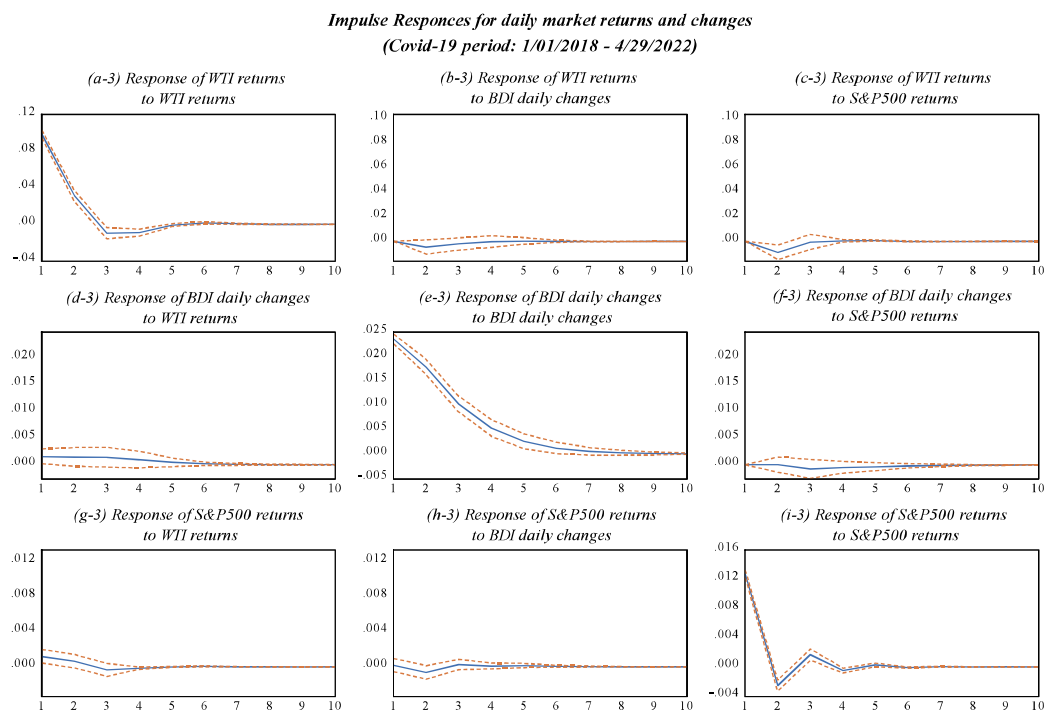 Impulse Responces for daily market returns and changes
(Covid-19 period: 1/01/2018 - 4/29/2022)
(a-3) Response of WTI returns
to WTI returns
.12
.08
.04
.00
-.04
1 2 3 4 5 6 7 8 9 10
(b-3) Response of WTI returns
to BDI daily changes
.10
.08
.06
.04
.02
.00
1 2 3 4 5 6 7 8 9 10
(c-3) Response of WTI returns
to S&P500 returns
.10
.08
.06
.04
.02
.00
1 2 3 4 5 6 7 8 9 10
(d-3) Response of BDI daily changes
to WTI returns
.020
.015
.010
.005
.000
1 2 3 4 5 6 7 8 9 10
(e-3) Response of BDI daily changes
to BDI daily changes
.025
.020
.015
.010
.005
.000
-.005
1 2 3 4 5 6 7 8 9 10
(f-3) Response of BDI daily changes
to S&P500 returns
.020
.015
.010
.005
.000
1 2 3 4 5 6 7 8 9 10
(g-3) Response of S&P500 returns
to WTI returns
.012
.008
.004
.000
1 2 3 4 5 6 7 8 9 10
(h-3) Response of S&P500 returns
to BDI daily changes
.012
.008
.004
.000
1 2 3 4 5 6 7 8 9 10
(i-3) Response of S&P500 returns
to S&P500 returns
.016
.012
.008
.004
.000
-.004
1 2 3 4 5 6 7 8 9 10